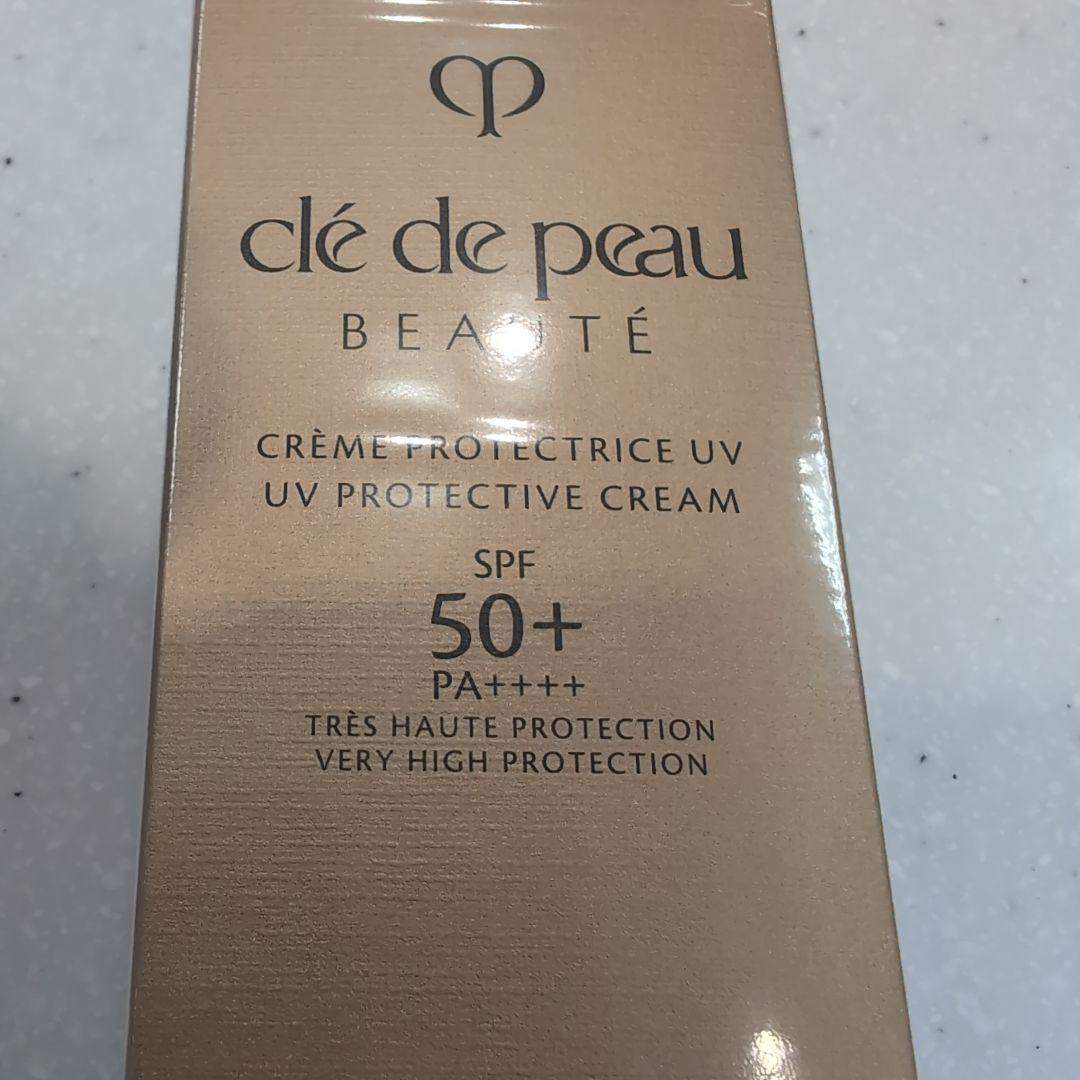 clé de peau
BEAUTÉ
CRÈME PROTECTRICE UV
UV PROTECTIVE CREAM
SPF
50+
PA++++
TRÈS HAUTE PROTECTION
VERY HIGH PROTECTION